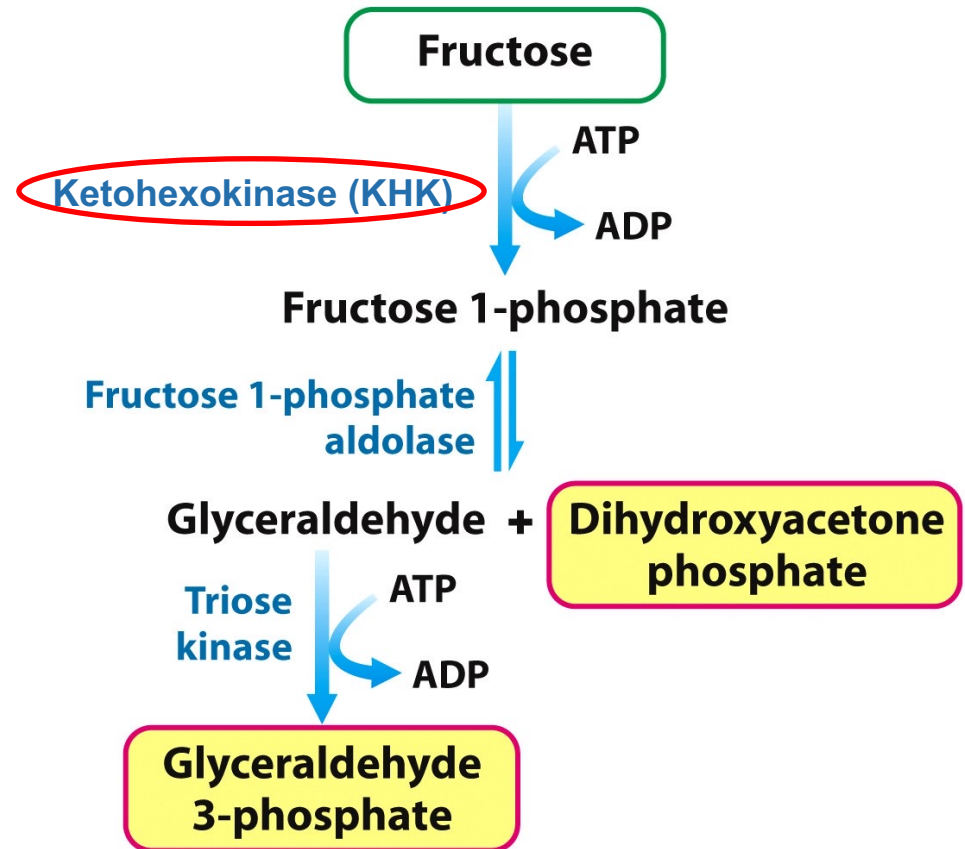 Fructose
ATP
Ketohexokinase (KHK)
ADP
Fructose 1-phosphate
Fructose 1-phosphate
aldolase
Glyceraldehyde + Dihydroxyacetone
phosphate
ATP
Triose
kinase
ADP
Glyceraldehyde
3-phosphate